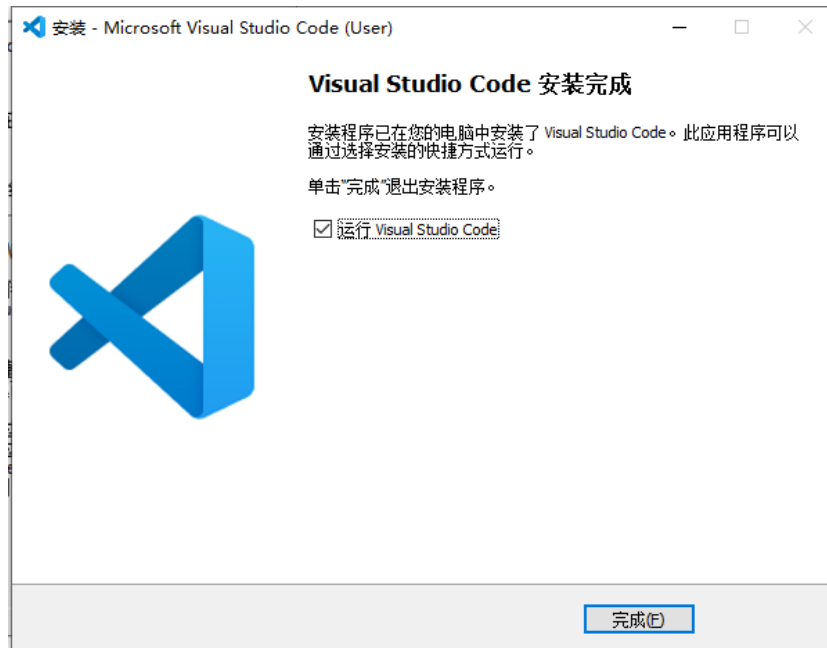 安装 - Microsoft Visual Studio Code (User)
Visual Studio Code 安装完成
安装程序已在您的电脑中安装了 Visual Studio Code。此应用程序可以
通过选择安装的快捷方式运行。
单击"完成"退出安装程序。
运行 Visual Studio Code
完成(F)